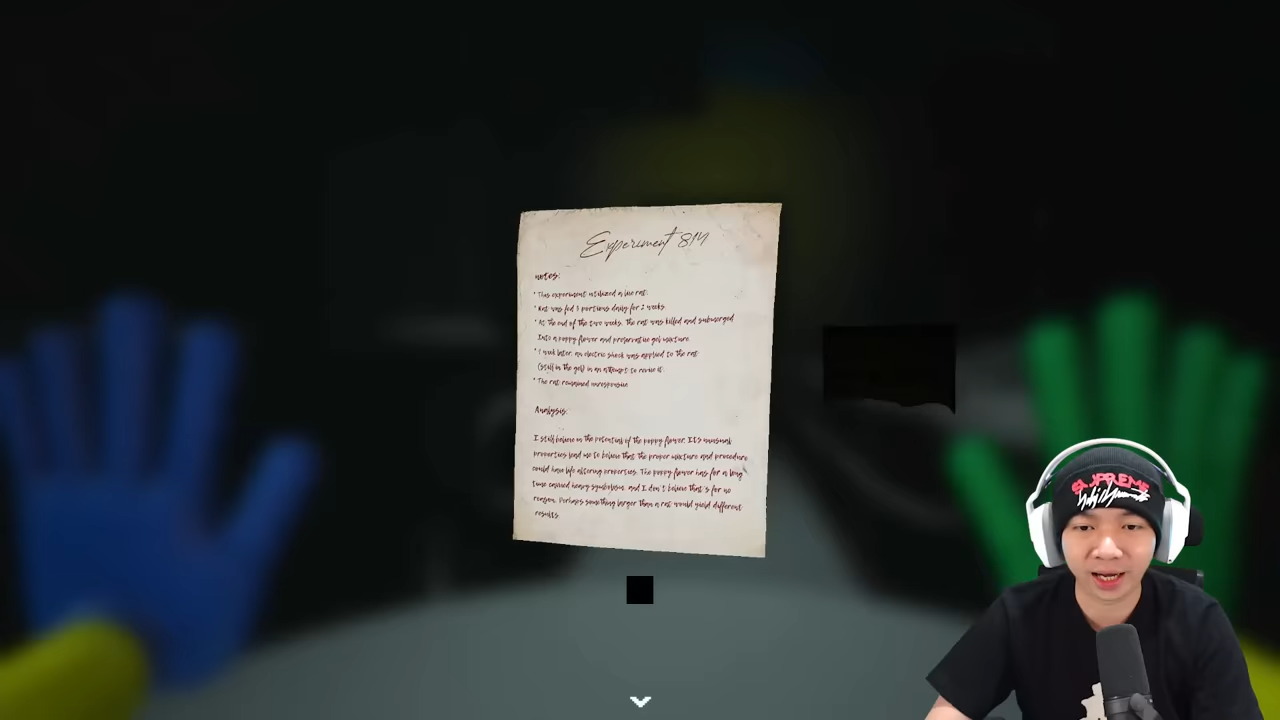 Experiment 814
notes:
* This experiment utilized a live rat.
* Rat was fed 3 portions daily for 2 weeks.
* At the end of the two weeks, the rat was killed and submerged
into a poppy flower and preservative gel mixture
* 1 week later, an electric shock was applied to the rat
(still in the gel) in an attempt to revive it.
* The rat remained unresponsive
Analysis:
I still believe in the potential of the poppy flower. It's unusual
properties lead me to believe that the proper mixture and procedure
could have life altering properties. The poppy flower has for a long
time carried heavy symbolism, and I don't believe that's for no
reason. Perhaps something larger than a rat would yield different
results.
SUPREME